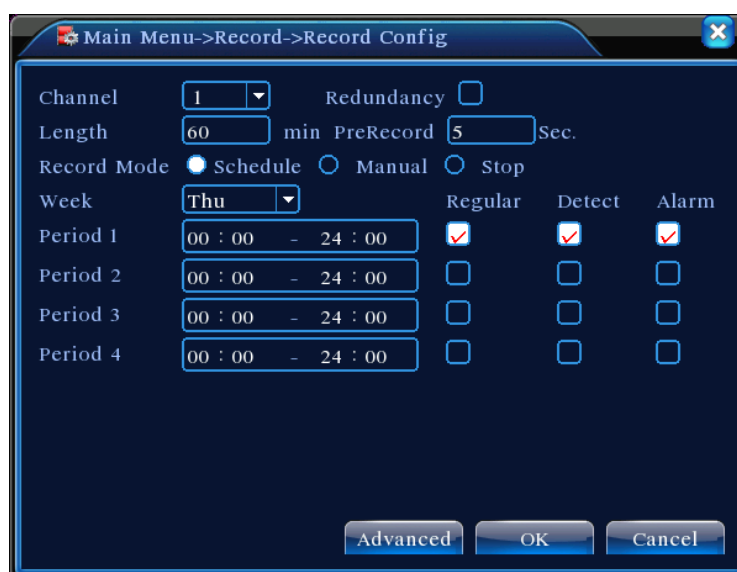 Main Menu->Record->Record Config
Channel 1 Redundancy
Length 60 min PreRecord 5 Sec.
Record Mode Schedule Manual Stop
Week Thu Regular Detect Alarm
Period 1 00 : 00 - 24 : 00
Period 2 00 : 00 - 24 : 00
Period 3 00 : 00 - 24 : 00
Period 4 00 : 00 - 24 : 00
Advanced OK Cancel